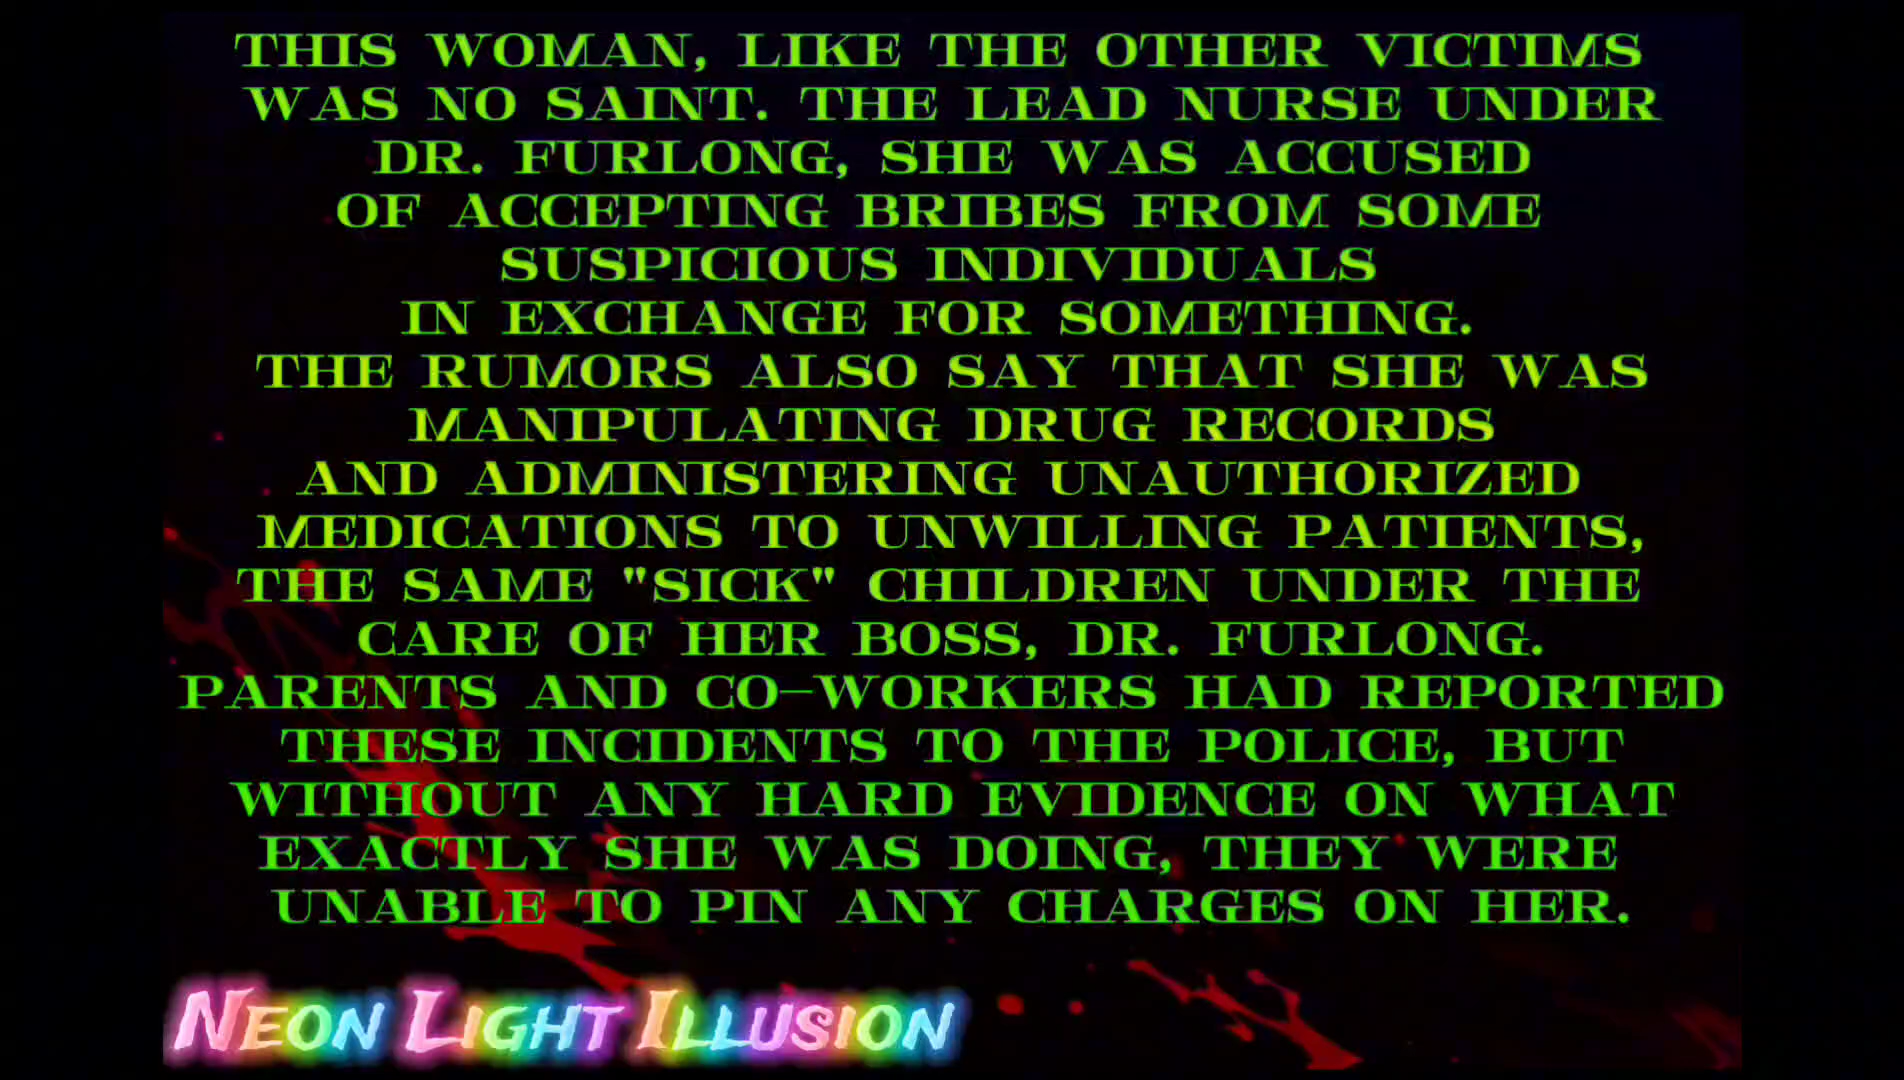 THIS WOMAN, LIKE THE OTHER VICTIMS
WAS NO SAINT. THE LEAD NURSE UNDER
DR. FURLONG, SHE WAS ACCUSED
OF ACCEPTING BRIBES FROM SOME
SUSPICIOUS INDIVIDUALS
IN EXCHANGE FOR SOMETHING.
THE RUMORS ALSO SAY THAT SHE WAS
MANIPULATING DRUG RECORDS
AND ADMINISTERING UNAUTHORIZED
MEDICATIONS TO UNWILLING PATIENTS,
THE SAME "SICK" CHILDREN UNDER THE
CARE OF HER BOSS, DR. FURLONG.
PARENTS AND CO-WORKERS HAD REPORTED
THESE INCIDENTS TO THE POLICE, BUT
WITHOUT ANY HARD EVIDENCE ON WHAT
EXACTLY SHE WAS DOING, THEY WERE
UNABLE TO PIN ANY CHARGES ON HER.
NEON LIGHT ILLUSION